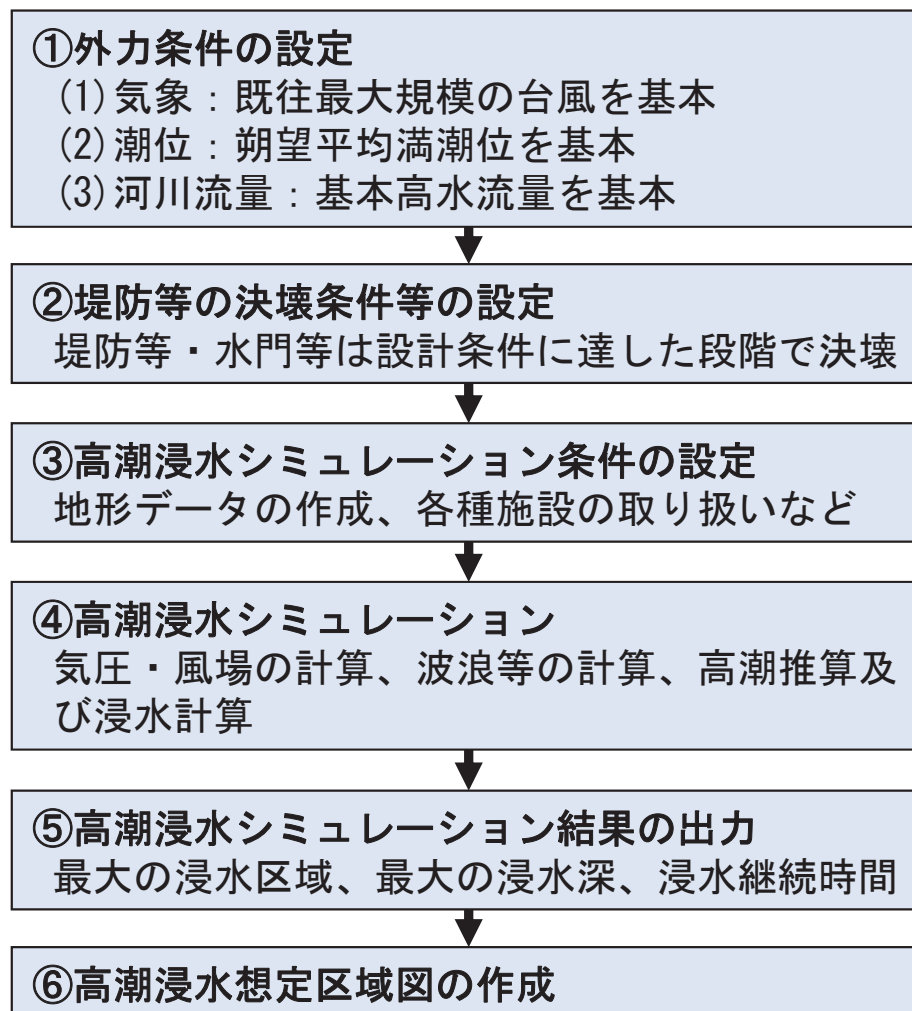 ①外力条件の設定
(1)気象：既往最大規模の台風を基本
(2)潮位：朔望平均満潮位を基本
(3)河川流量：基本高水流量を基本
②堤防等の決壊条件等の設定
堤防等・水門等は設計条件に達した段階で決壊
③高潮浸水シミュレーション条件の設定
地形データの作成、各種施設の取り扱いなど
④高潮浸水シミュレーション
気圧・風場の計算、波浪等の計算、高潮推算及
び浸水計算
⑤高潮浸水シミュレーション結果の出力
最大の浸水区域、最大の浸水深、浸水継続時間
⑥高潮浸水想定区域図の作成